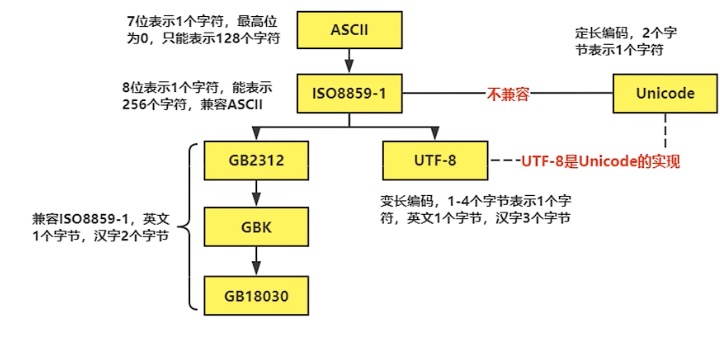 7位表示1个字符，最高位
为0，只能表示128个字符
ASCII
定长编码，2个字
节表示1个字符
8位表示1个字符，能表示
256个字符，兼容ASCII
ISO8859-1
不兼容
Unicode
GB2312
UTF-8
UTF-8是Unicode的实现
变长编码，1-4个字节表示1个字
符，英文1个字节，汉字3个字节
兼容ISO8859-1，英文
1个字节，汉字2个字节
GBK
GB18030